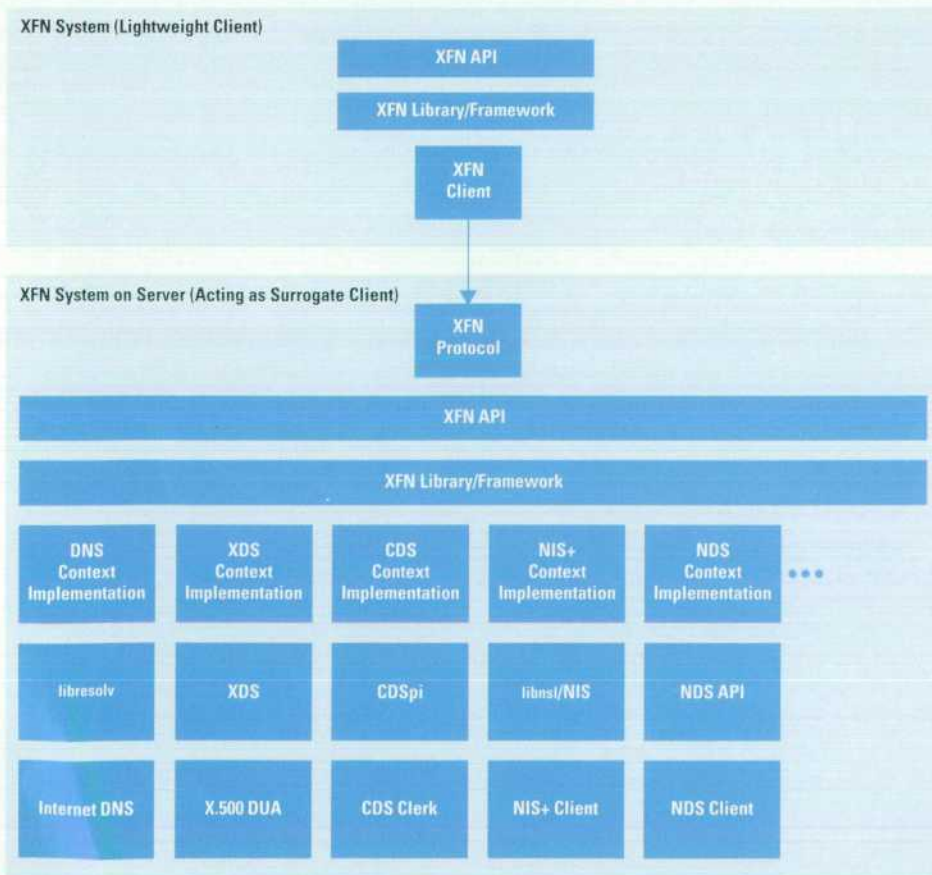 XFN System (Lightweight Client)
XFN API
XFN Library/Framework
XFN
Client
XFN System on Server (Acting as Surrogate Client)
XFN
Protocol
XFN API
XFN Library/Framework
DNS
Context
Implementation
XDS
Context
Implementation
CDS
Context
Implementation
NIS+
Context
Implementation
NDS
Context
Implementation
libresolv
XDS
CDSpi
libnsl/NIS
NDS API
Internet DNS
X.500 DUA
CDS Clerk
NIS+ Client
NDS Client